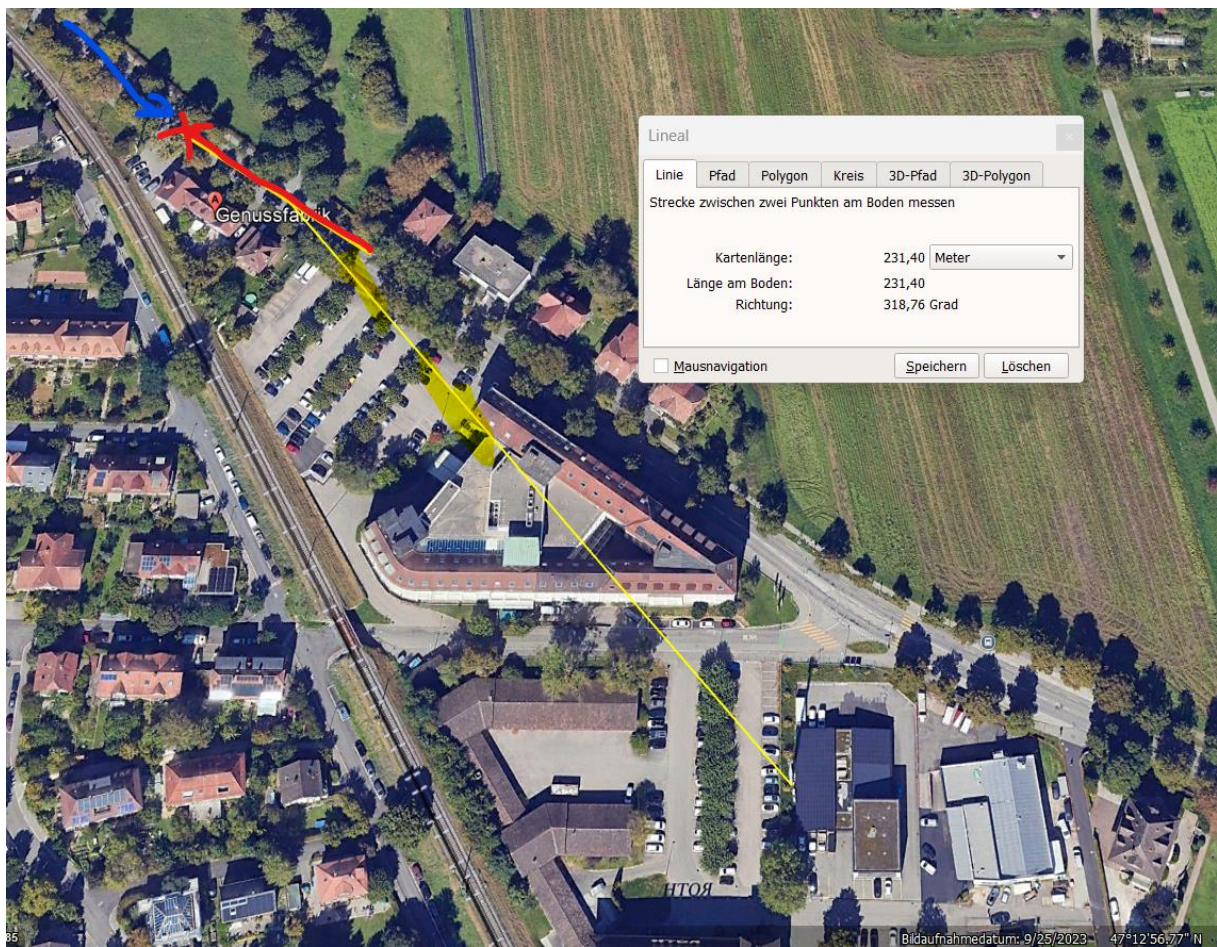 Lineal
Linie Pfad Polygon Kreis 3D-Pfad 3D-Polygon
Strecke zwischen zwei Punkten am Boden messen
Kartenlänge: 231,40 Meter
Länge am Boden: 231,40
Richtung: 318,76 Grad
Mausnavigation Speichern Löschen
A
Genussfabrik
ROTH
85 Bildaufnahmedatum: 9/25/2023 47°12'56.77" N